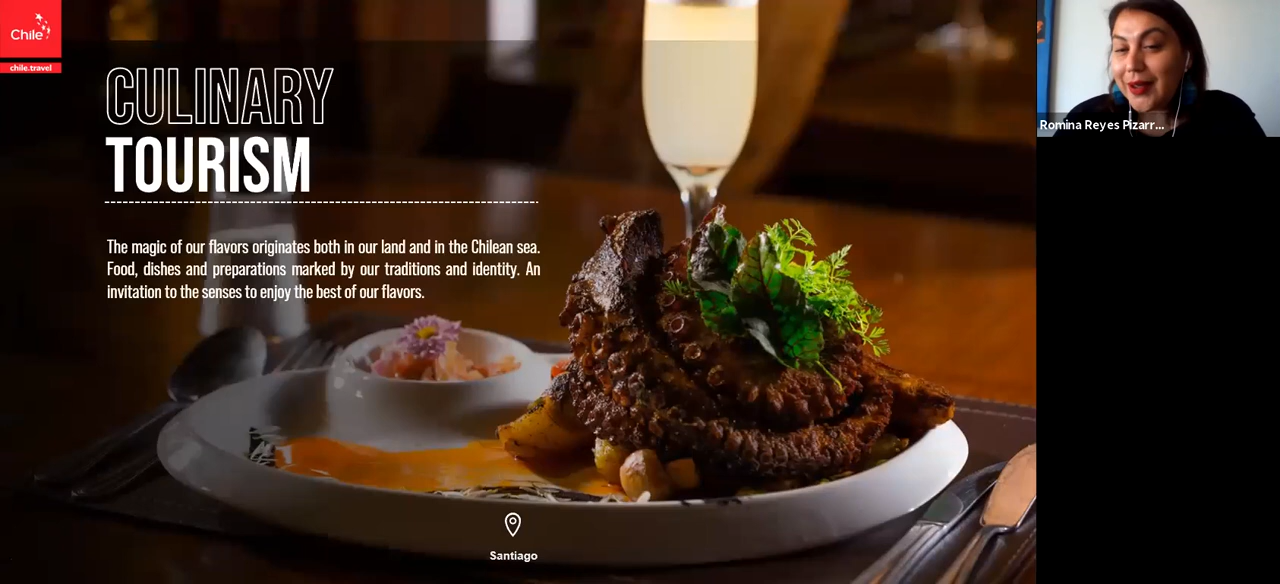 Chile
chile.travel
CULINARY
TOURISM
The magic of our flavors originates both in our land and in the Chilean sea.
Food, dishes and preparations marked by our traditions and identity. An
invitation to the senses to enjoy the best of our flavors.
Santiago
Romina Reyes Pizarr...